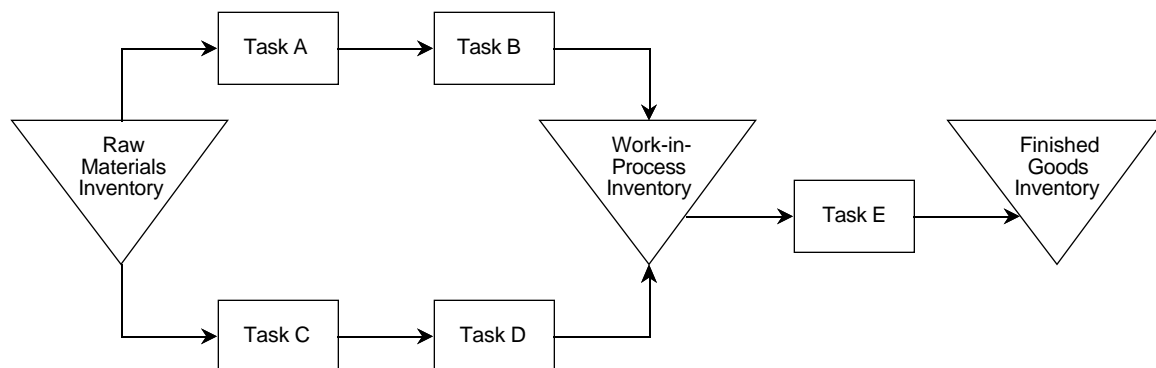 Task A
Task B
Raw
Materials
Inventory
Work-in-
Process
Inventory
Finished
Goods
Inventory
Task E
Task C
Task D